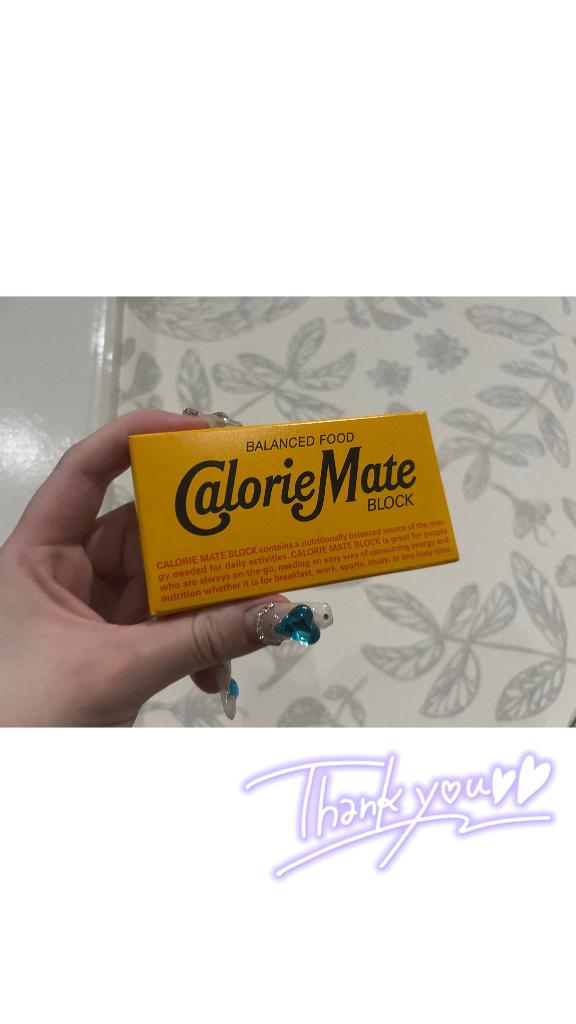 BALANCED FOOD
CalorieMate
BLOCK
CALORIE MATE BLOCK contains a nutritionally balanced source of the ener-
gy needed for daily activities. CALORIE MATE BLOCK is great for people
who are always on-the-go, needing an easy way of consuming energy and
nutrition whether it is for breakfast, work, sports, study, or any busy time.
Thank you♡♡